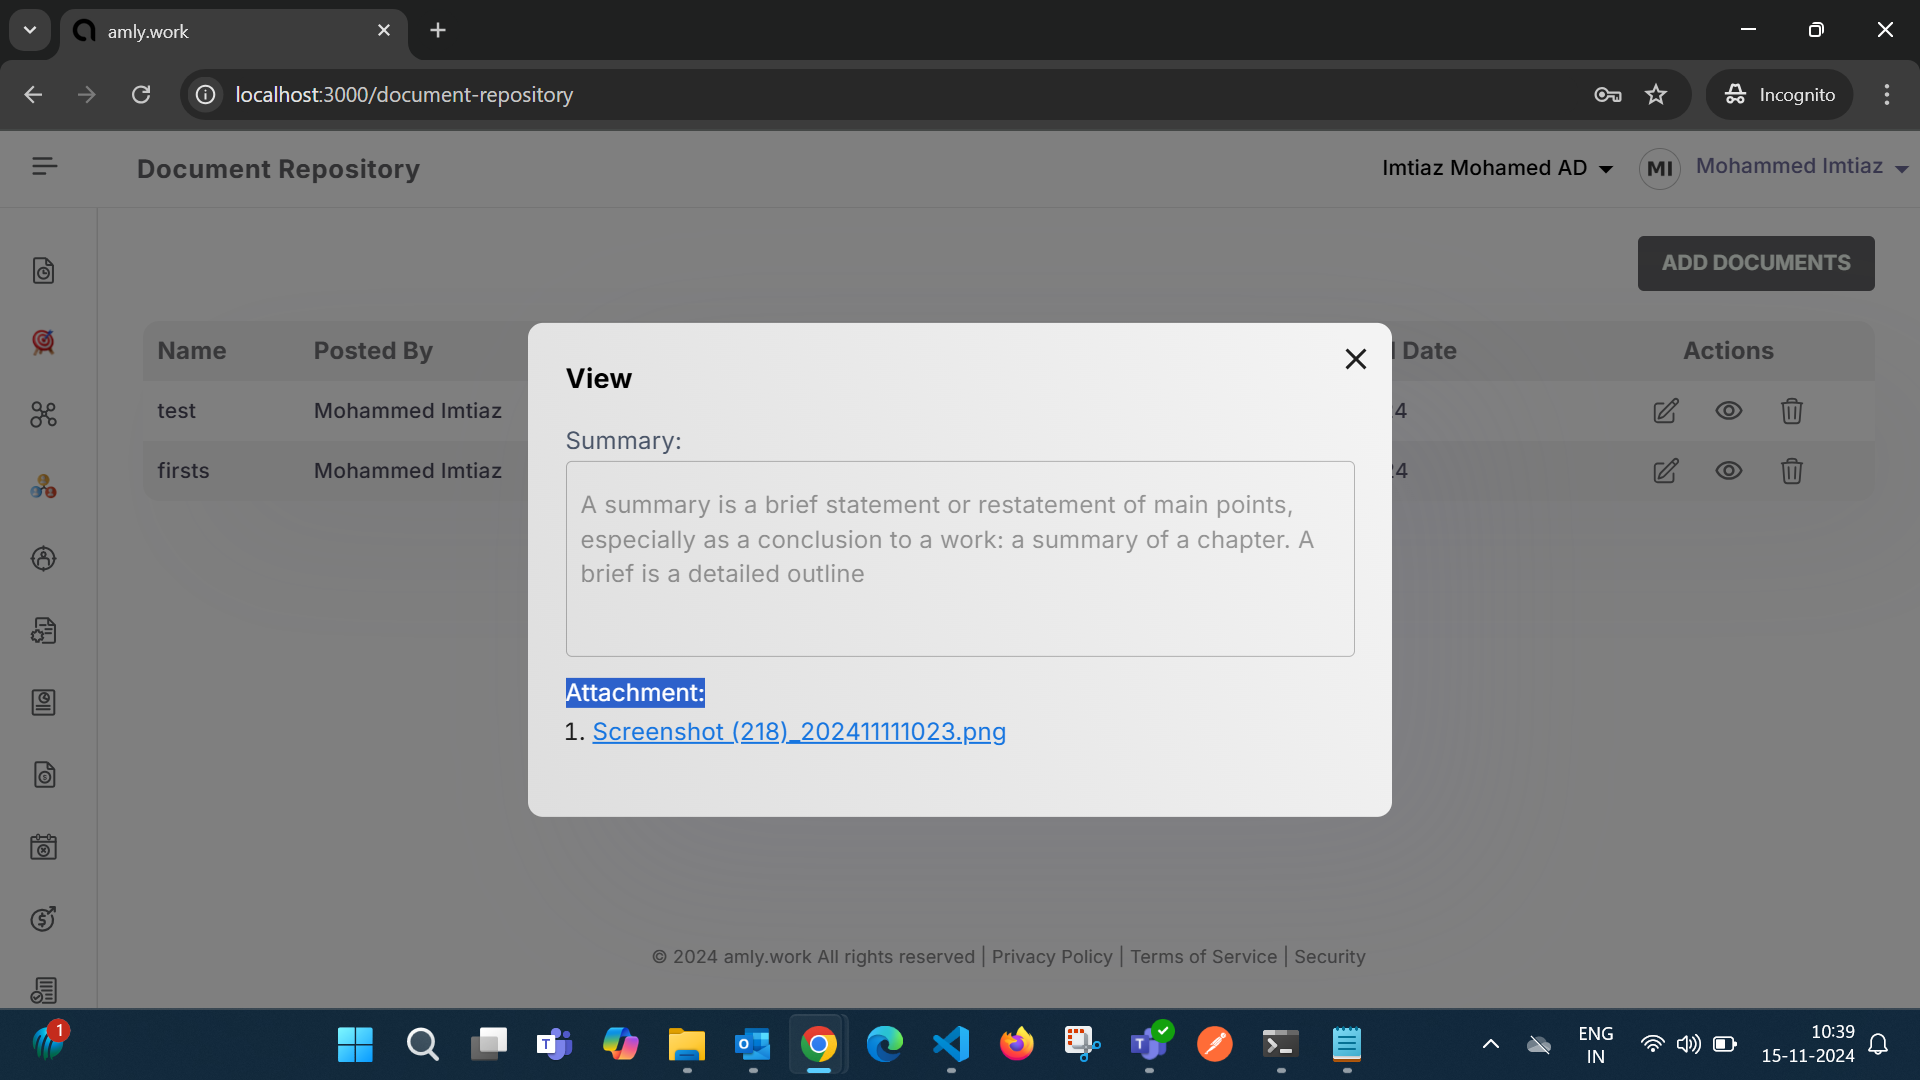 amly.work
localhost:3000/document-repository
Incognito
Document Repository
Imtiaz Mohamed AD
MI
Mohammed Imtiaz
ADD DOCUMENTS
Name Posted By Date Actions
test Mohammed Imtiaz 4
firsts Mohammed Imtiaz 24
View
Summary:
A summary is a brief statement or restatement of main points,
especially as a conclusion to a work: a summary of a chapter. A
brief is a detailed outline
Attachment:
1. Screenshot (218)_202411111023.png
© 2024 amly.work All rights reserved | Privacy Policy | Terms of Service | Security
1
ENG
IN
10:39
15-11-2024